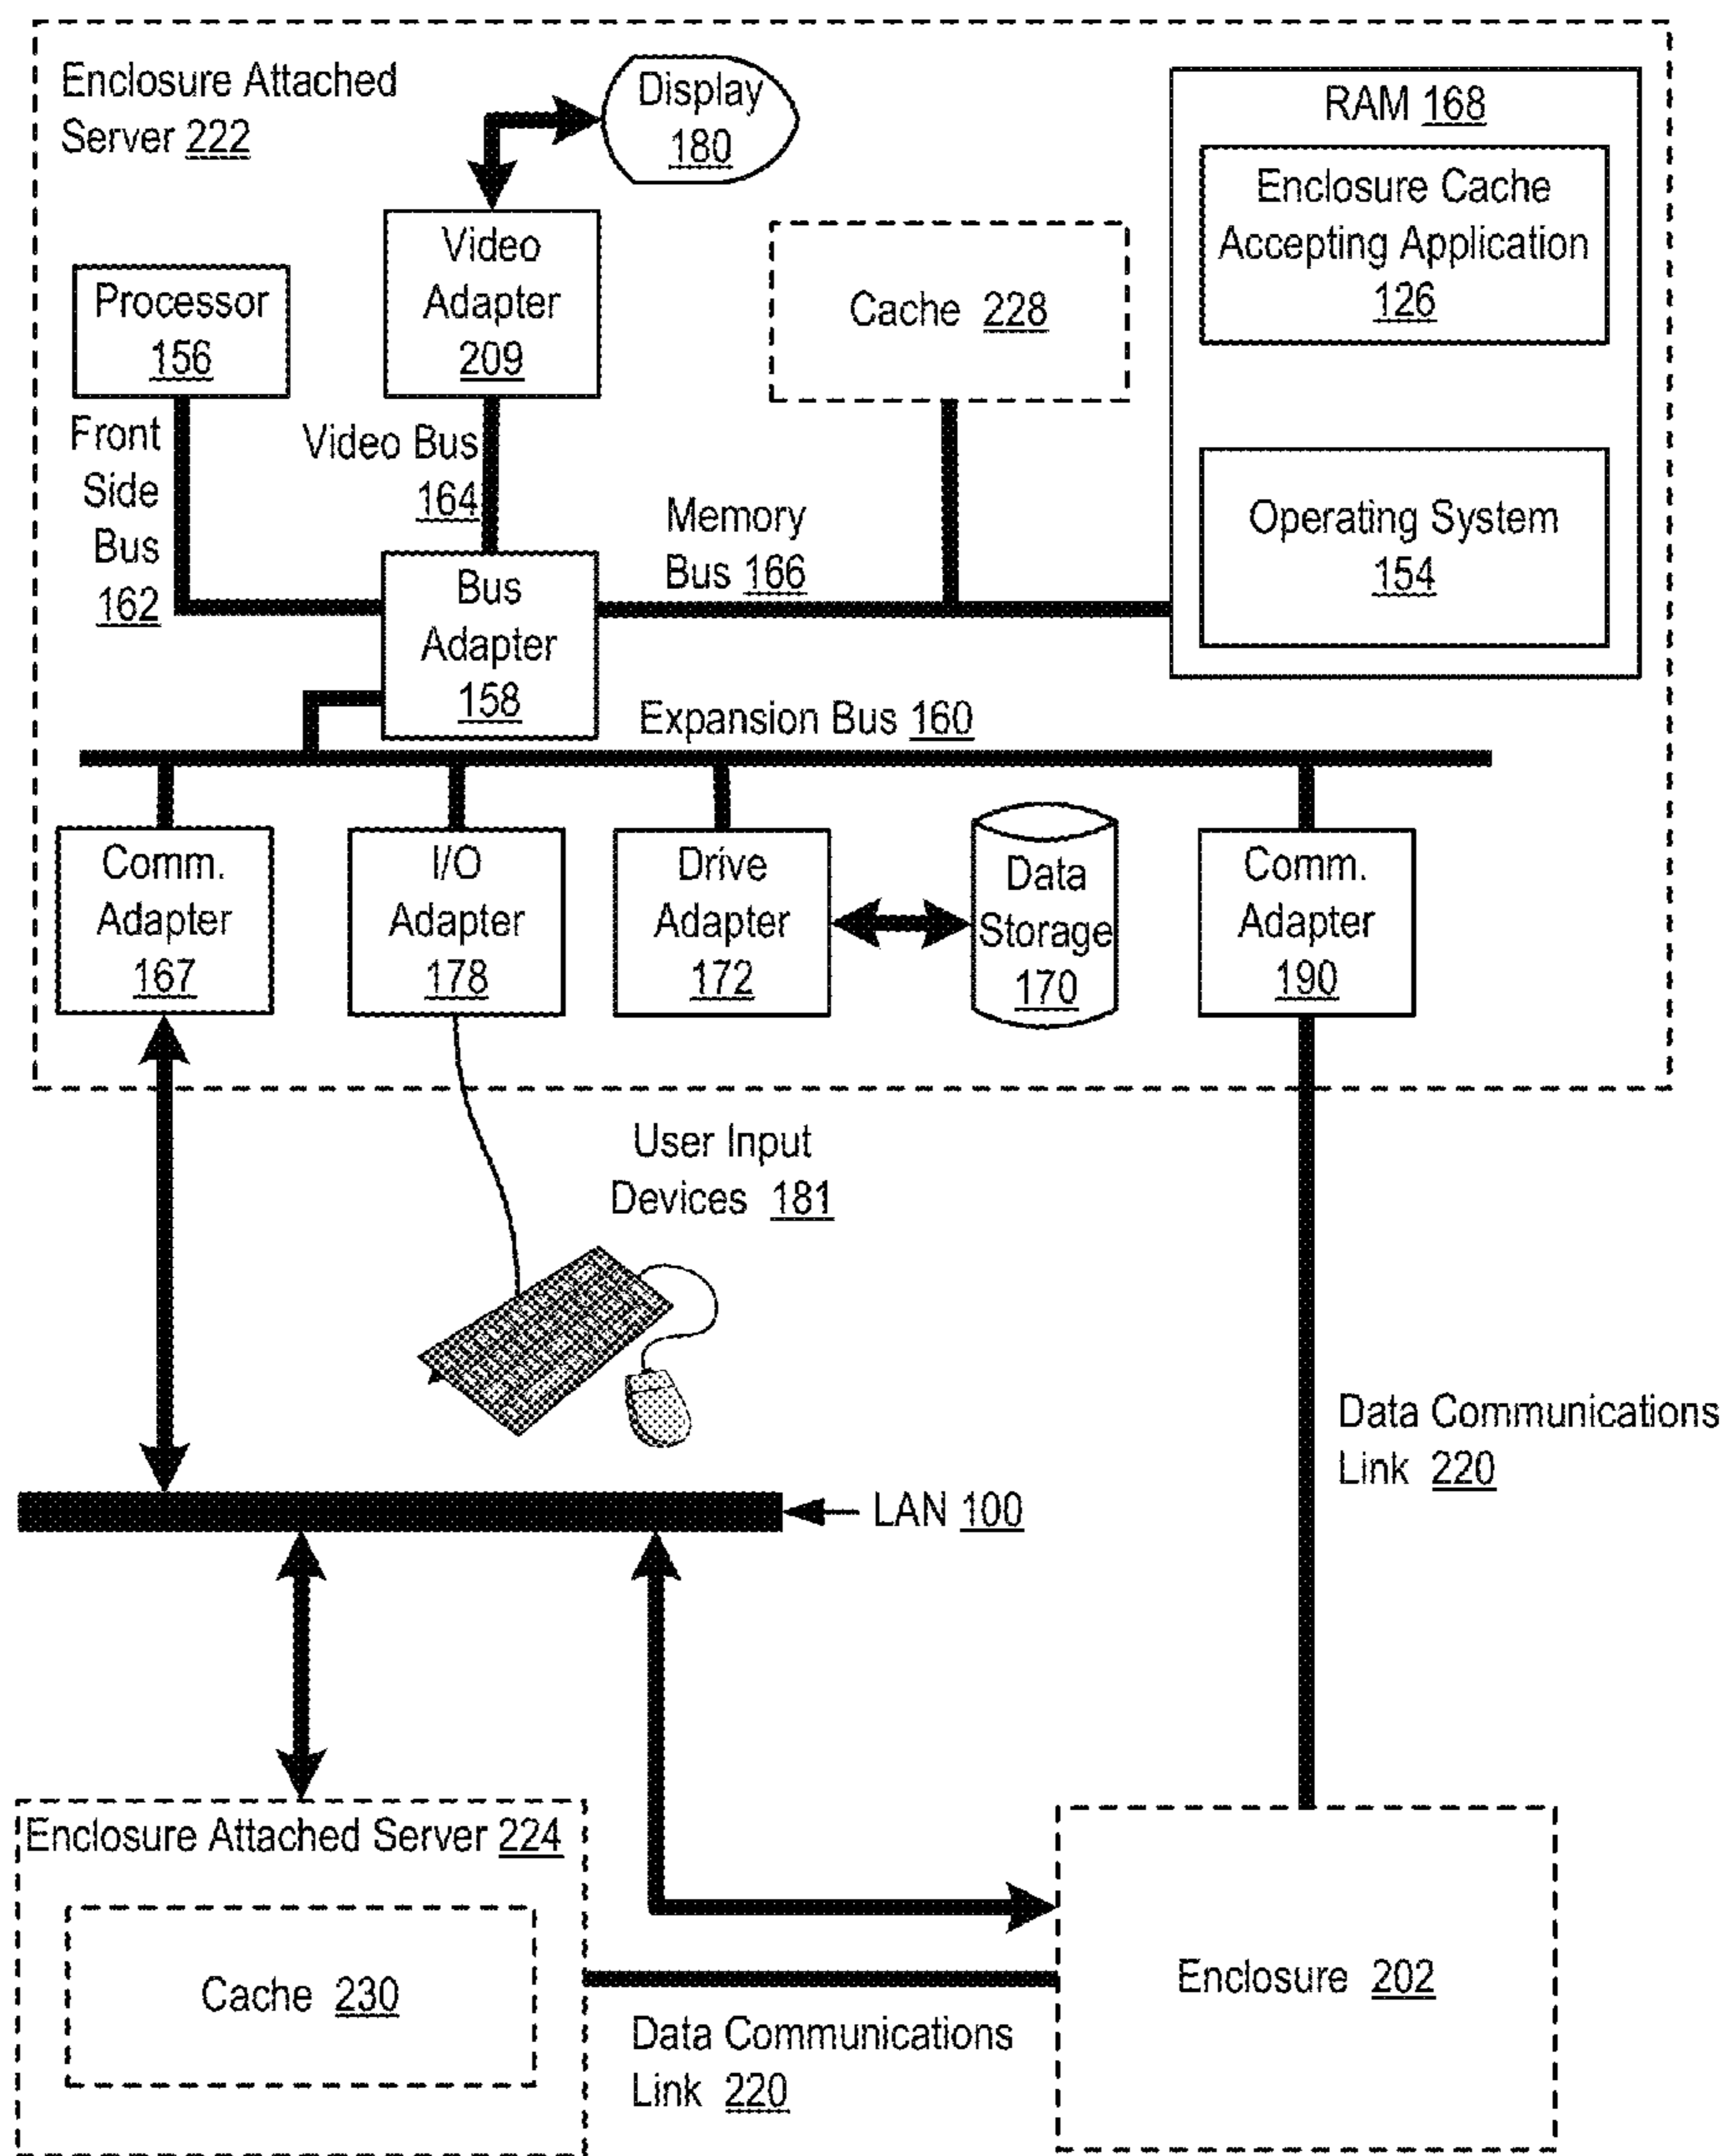 Enclosure Attached
Server 222
Display
180
RAM 168
Enclosure Cache
Accepting Application
126
Operating System
154
Video
Adapter
209
Cache 228
Processor
156
Front
Side
Bus
162
Video Bus
164
Memory
Bus 166
Bus
Adapter
158
Expansion Bus 160
Comm.
Adapter
167
I/O
Adapter
178
Drive
Adapter
172
Data
Storage
170
Comm.
Adapter
190
User Input
Devices 181
Data Communications
Link 220
LAN 100
Enclosure Attached Server 224
Cache 230
Data Communications
Link 220
Enclosure 202